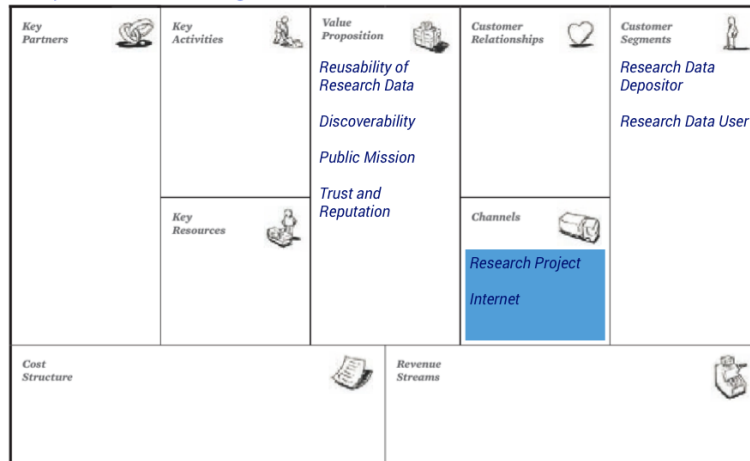 Key
Partners
Key
Activities
Value
Proposition
Customer
Relationships
Customer
Segments
Reusability of
Research Data
Discoverability
Public Mission
Trust and
Reputation
Research Data
Depositor
Research Data User
Key
Resources
Channels
Research Project
Internet
Cost
Structure
Revenue
Streams